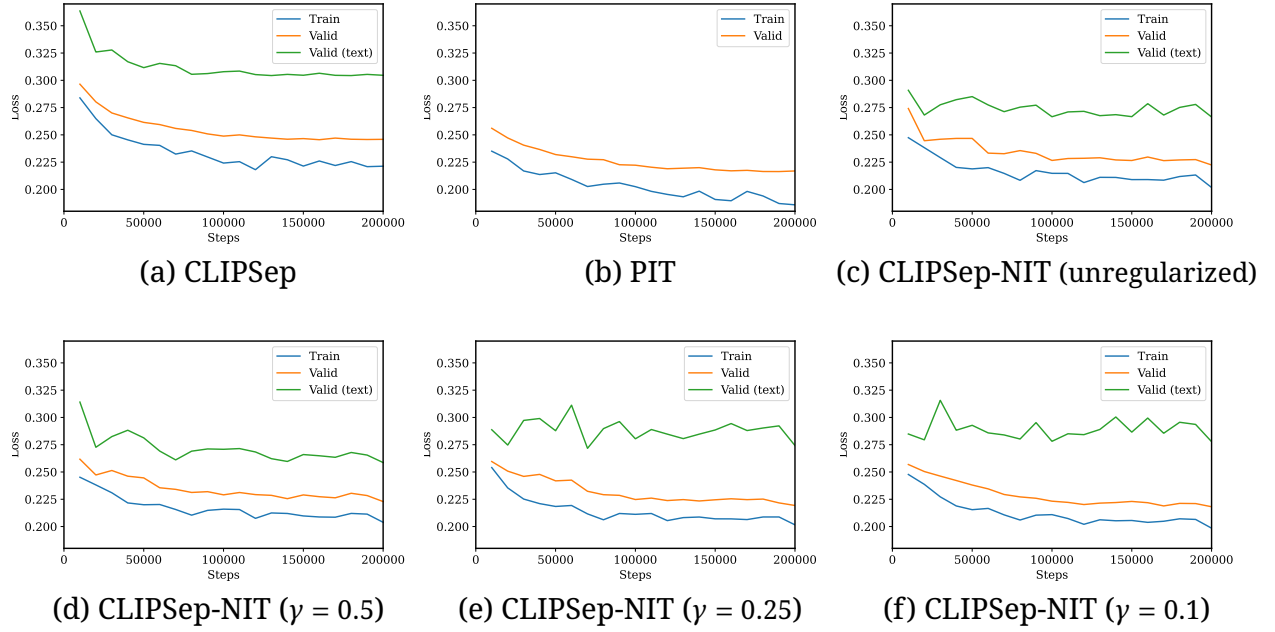 0.350
0.325
0.300
0.275
0.250
0.225
0.200
Loss
Train
Valid
Valid (text)
0 50000 100000 150000 200000
Steps
(a) CLIPSep
0.350
0.325
0.300
0.275
0.250
0.225
0.200
Loss
Train
Valid
0 50000 100000 150000 200000
Steps
(b) PIT
0.350
0.325
0.300
0.275
0.250
0.225
0.200
Loss
Train
Valid
Valid (text)
0 50000 100000 150000 200000
Steps
(c) CLIPSep-NIT (unregularized)
0.350
0.325
0.300
0.275
0.250
0.225
0.200
Loss
Train
Valid
Valid (text)
0 50000 100000 150000 200000
Steps
(d) CLIPSep-NIT (γ = 0.5)
0.350
0.325
0.300
0.275
0.250
0.225
0.200
Loss
Train
Valid
Valid (text)
0 50000 100000 150000 200000
Steps
(e) CLIPSep-NIT (γ = 0.25)
0.350
0.325
0.300
0.275
0.250
0.225
0.200
Loss
Train
Valid
Valid (text)
0 50000 100000 150000 200000
Steps
(f) CLIPSep-NIT (γ = 0.1)